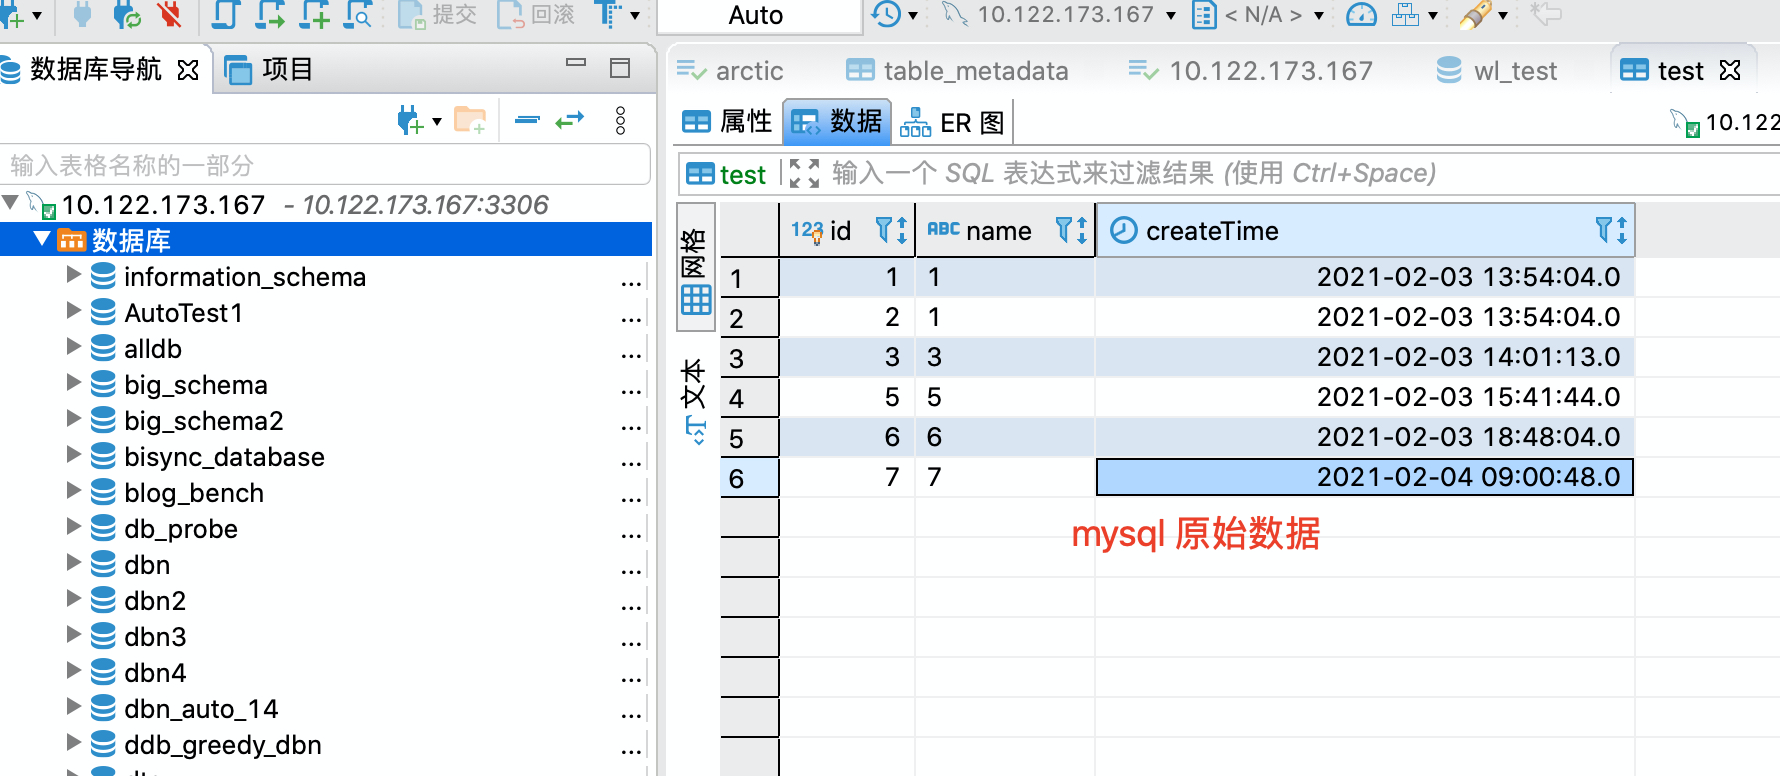 提交 回滚 Auto 10.122.173.167 < N/A >
数据库导航 项目
arctic table_metadata 10.122.173.167 wl_test test
属性 数据 ER 图 10.122
输入表格名称的一部分
test 输入一个 SQL 表达式来过滤结果 (使用 Ctrl+Space)
10.122.173.167 - 10.122.173.167:3306
数据库
information_schema ...
AutoTest1 ...
alldb ...
big_schema ...
big_schema2 ...
bisync_database ...
blog_bench ...
db_probe ...
dbn ...
dbn2 ...
dbn3 ...
dbn4 ...
dbn_auto_14 ...
ddb_greedy_dbn ...
网格
文本
123 id ABC name createTime
1 1 1 2021-02-03 13:54:04.0
2 2 1 2021-02-03 13:54:04.0
3 3 3 2021-02-03 14:01:13.0
4 5 5 2021-02-03 15:41:44.0
5 6 6 2021-02-03 18:48:04.0
6 7 7 2021-02-04 09:00:48.0
mysql 原始数据